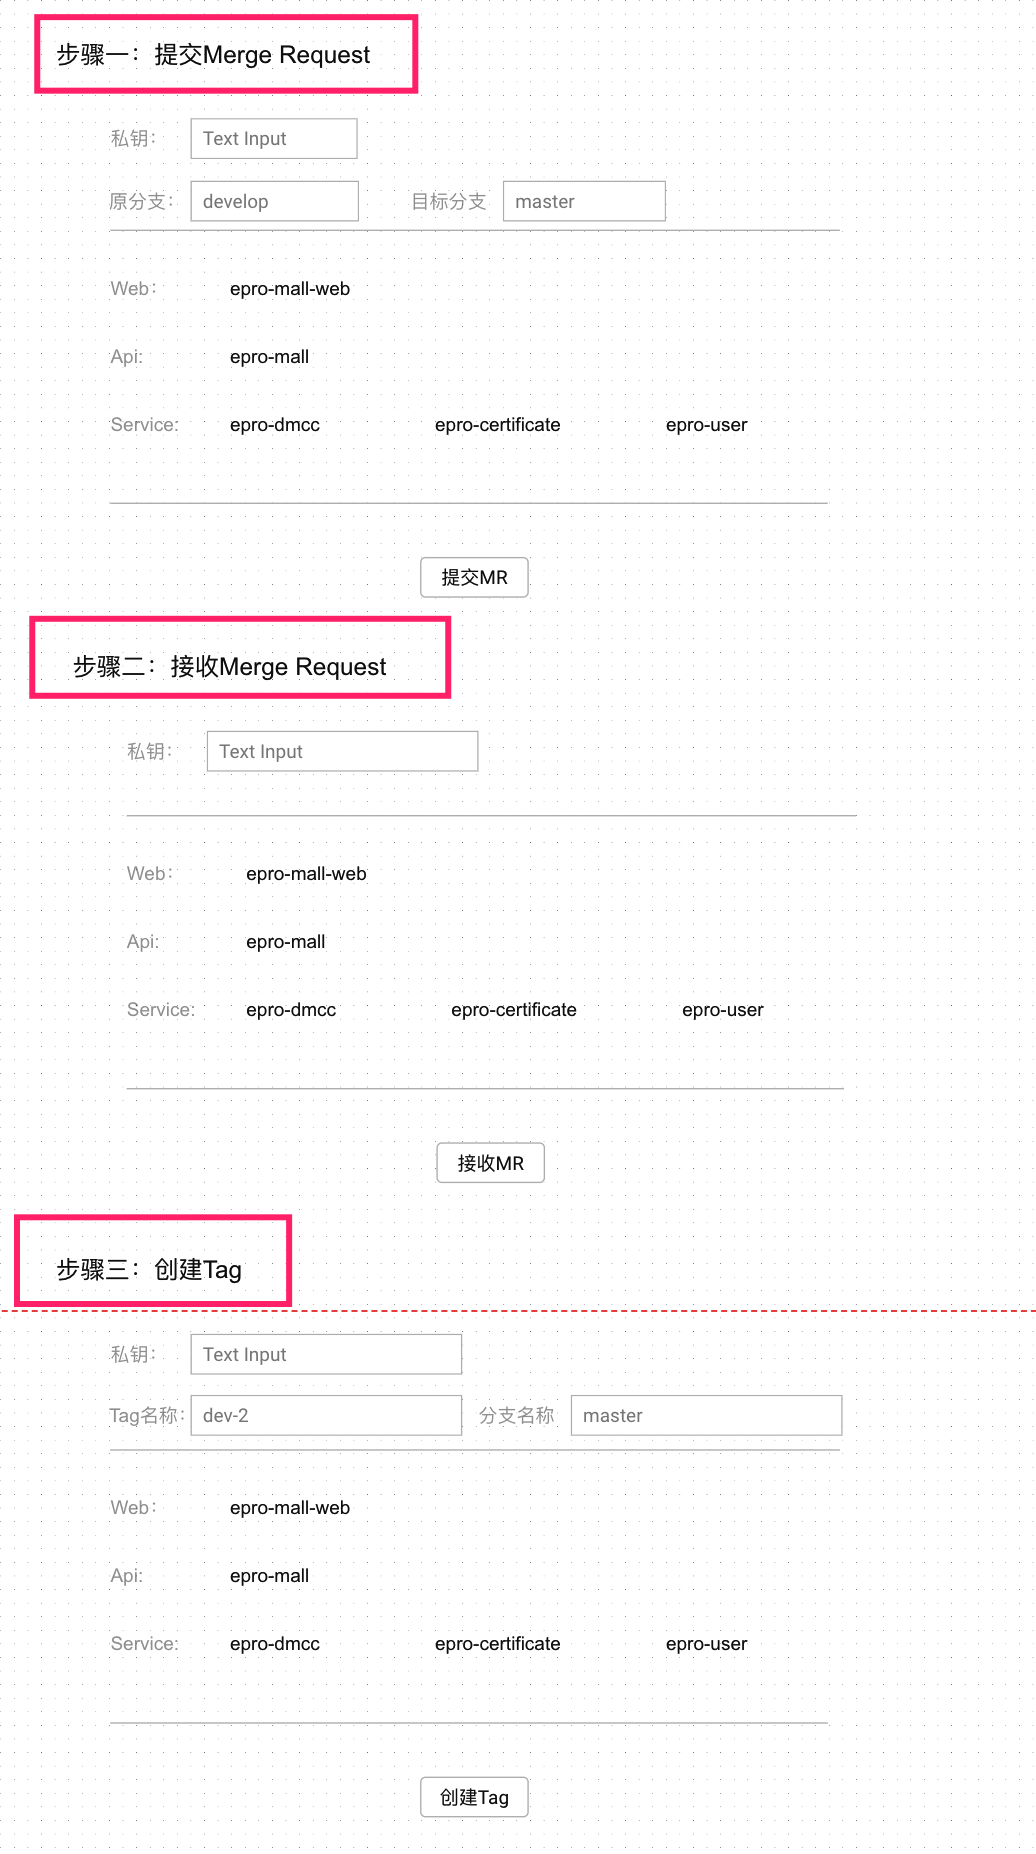 步骤一：提交Merge Request
私钥：
Text Input
原分支：
develop
目标分支
master
Web：
epro-mall-web
Api:
epro-mall
Service:
epro-dmcc
epro-certificate
epro-user
提交MR
步骤二：接收Merge Request
私钥：
Text Input
Web：
epro-mall-web
Api:
epro-mall
Service:
epro-dmcc
epro-certificate
epro-user
接收MR
步骤三：创建Tag
私钥：
Text Input
Tag名称：
dev-2
分支名称
master
Web：
epro-mall-web
Api:
epro-mall
Service:
epro-dmcc
epro-certificate
epro-user
创建Tag